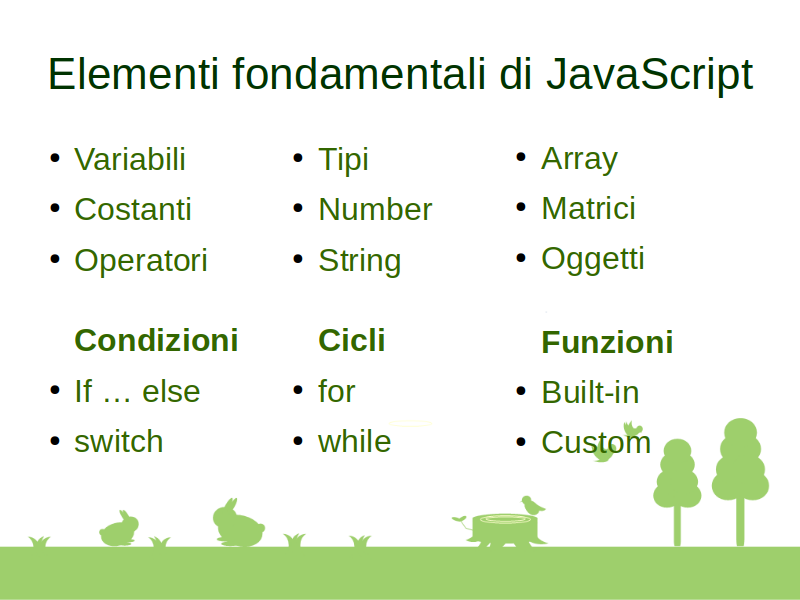 Elementi fondamentali di JavaScript
• Variabili
• Costanti
• Operatori
• Tipi
• Number
• String
• Array
• Matrici
• Oggetti
Condizioni
• If … else
• switch
Cicli
• for
• while
Funzioni
• Built-in
• Custom